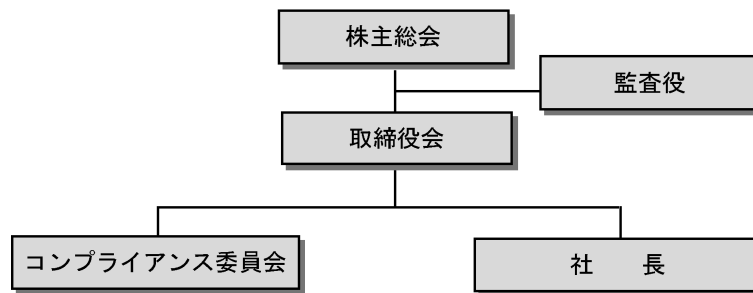 株主総会
監査役
取締役会
コンプライアンス委員会
社　　長